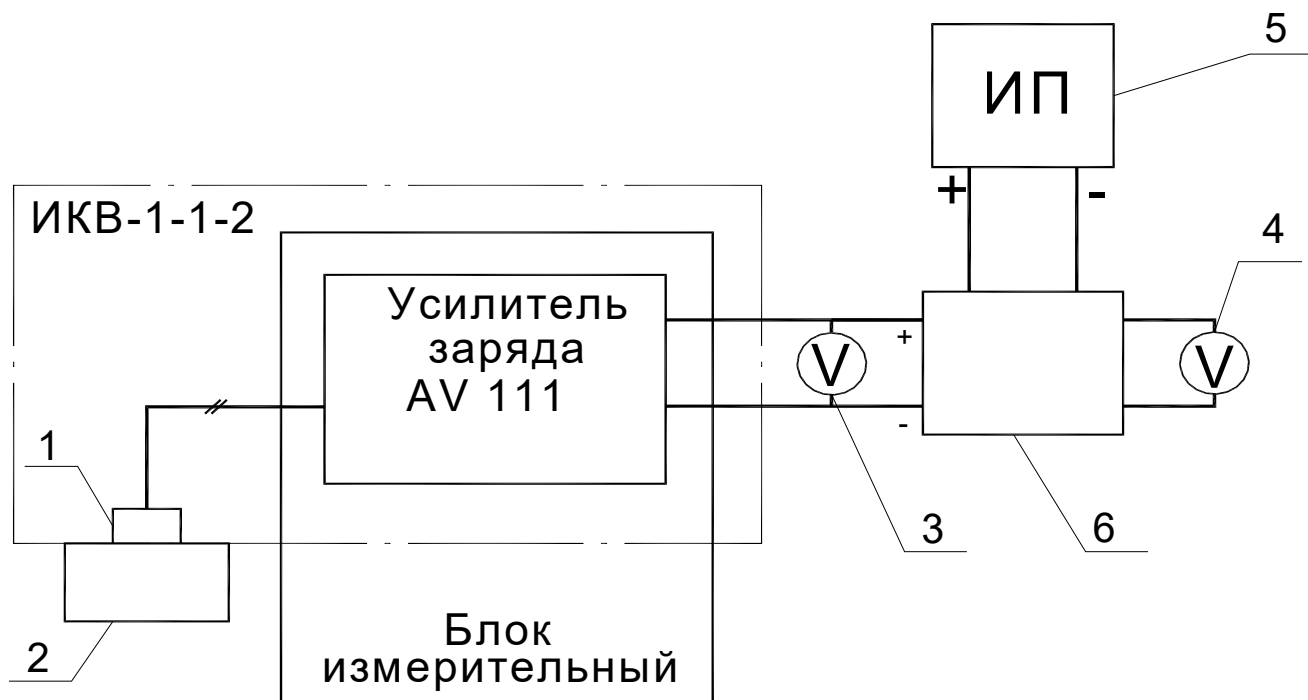 5
ИП
+ -
ИКВ-1-1-2
4
Усилитель
заряда
AV 111
+
V
V
-
1
3
6
2
Блок
измерительный